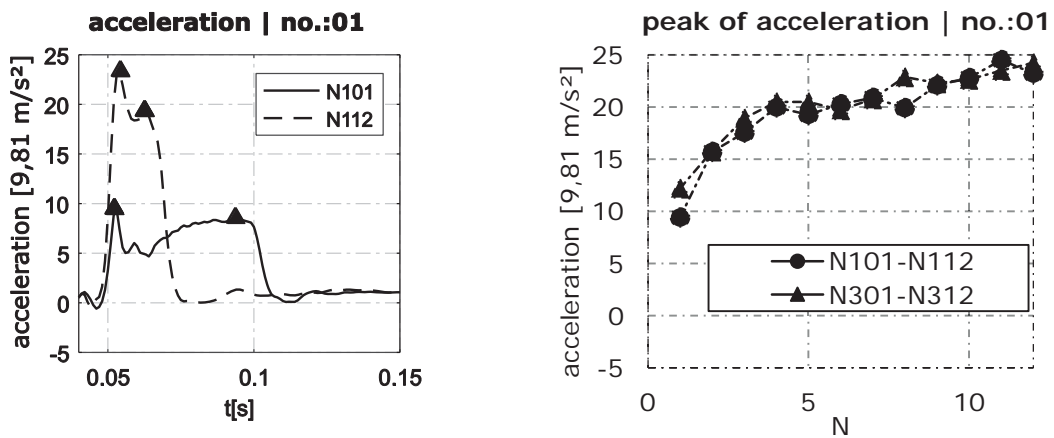 acceleration | no.:01
acceleration [9,81 m/s²]
25
20
15
10
5
0
-5
0.05
0.1
0.15
t[s]
N101
N112
peak of acceleration | no.:01
acceleration [9,81 m/s²]
25
20
15
10
5
0
-5
0
5
10
N
N101-N112
N301-N312